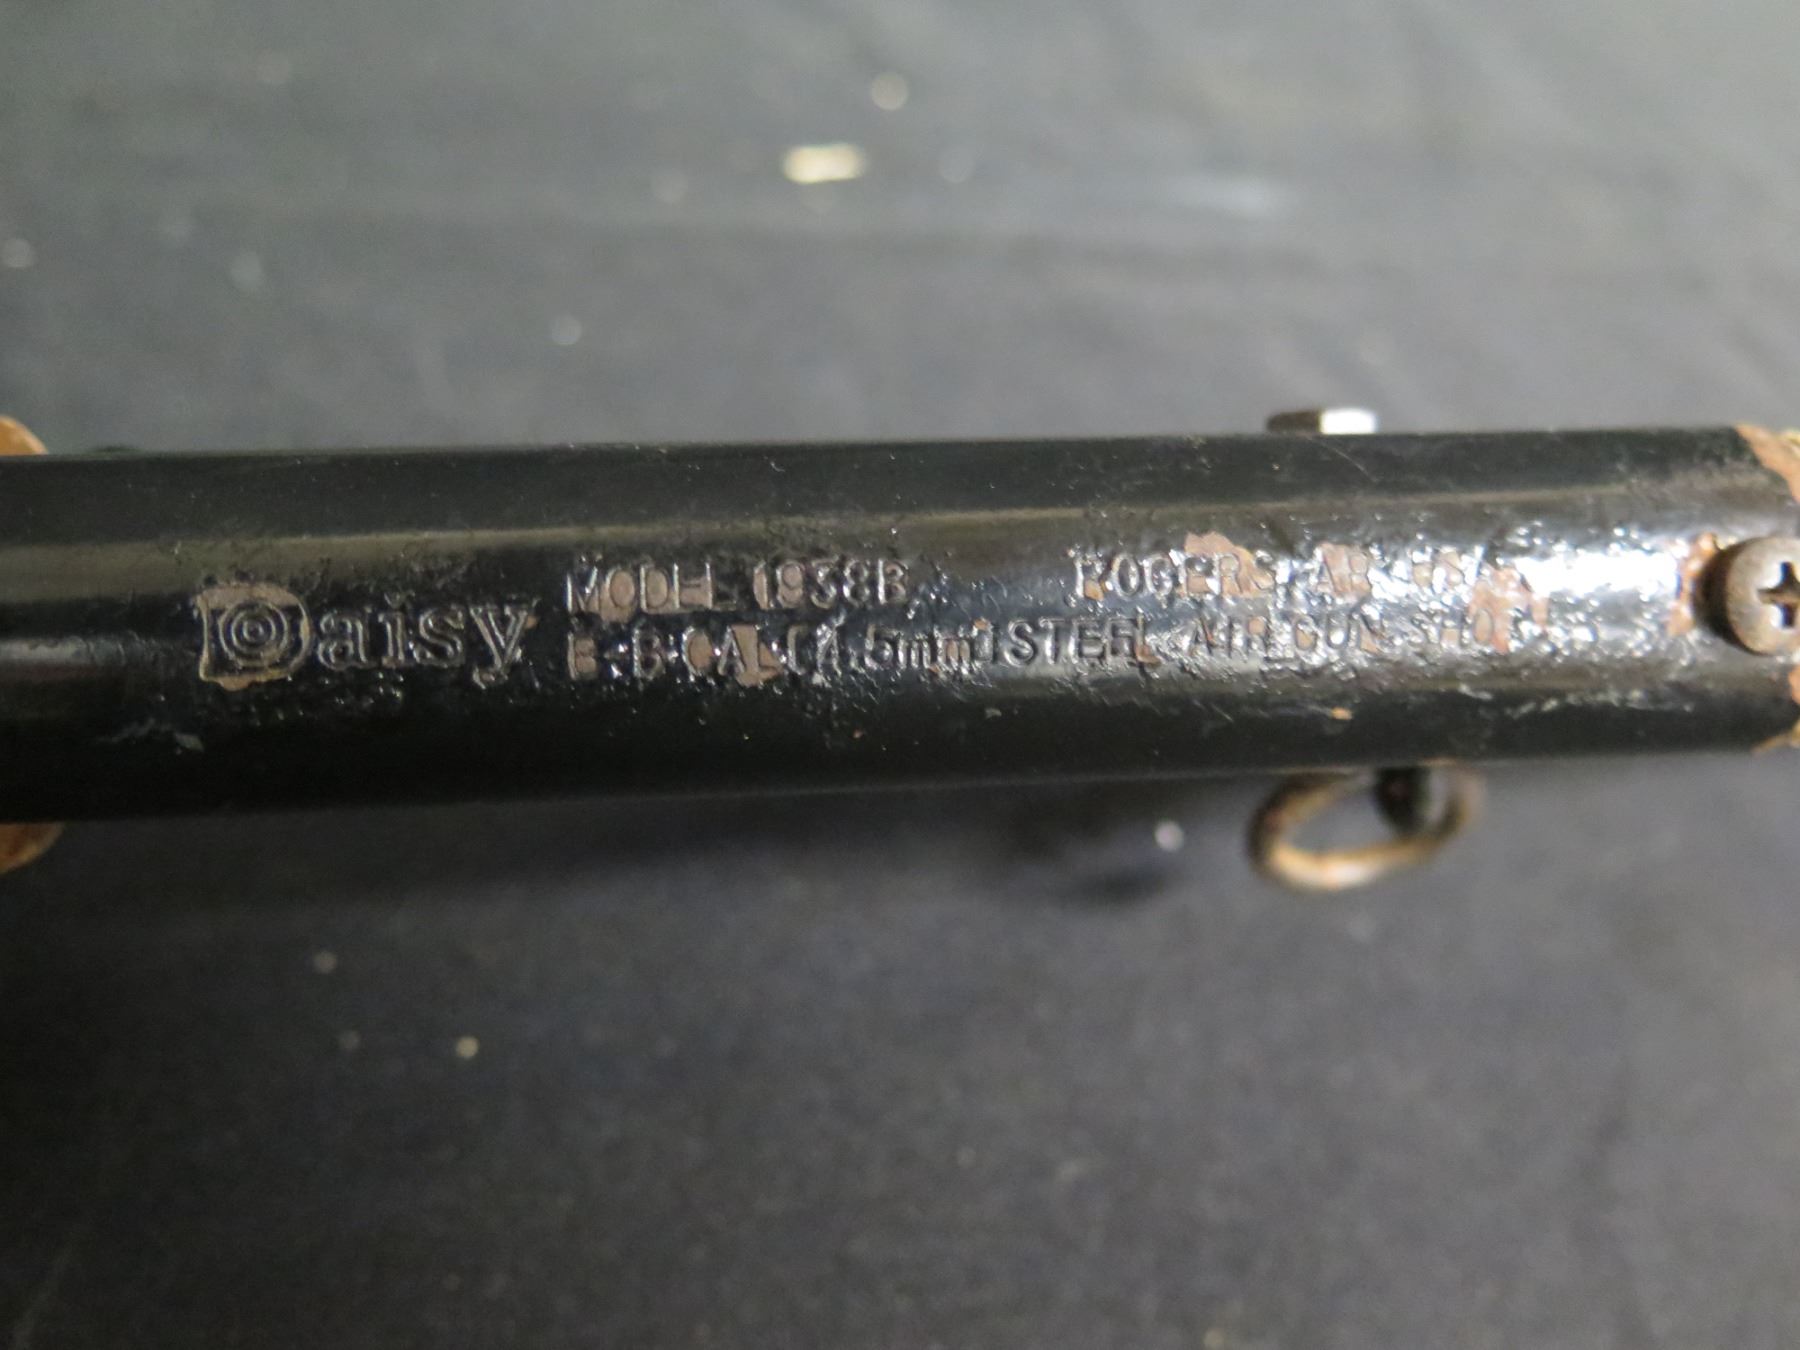 Daisy MODEL 1938B ROGERS, AR. USA
B·B CAL. (4.5mm) STEEL AIR GUN SHOT